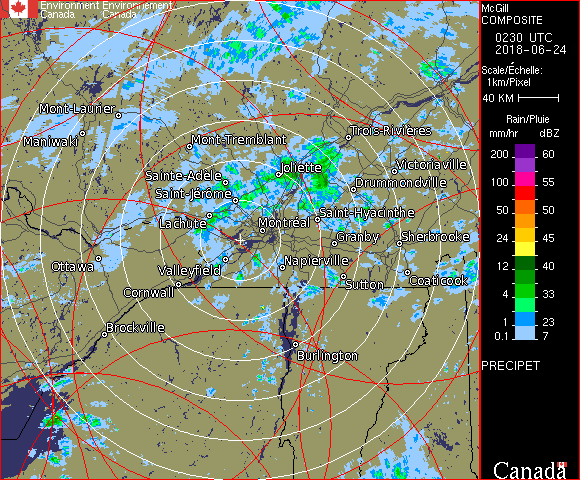 Environment Environnement
Canada Canada
McGill
COMPOSITE
0230 UTC
2018-06-24
Scale/Échelle:
1km/Pixel
40 KM
Rain/Pluie
mm/hr dBZ
200 60
100 55
50 50
24 45
12 40
4 33
1 23
0.1 7
PRECIPET
Canada
Mont-Laurier
Maniwaki
Mont-Tremblant
Trois-Rivières
Joliette
Victoriaville
Sainte-Adèle
Drummondville
Saint-Jérôme
Lachute
Saint-Hyacinthe
Montréal
Granby
Sherbrooke
Ottawa
Valleyfield
Napierville
Sutton
Coaticook
Cornwall
Brockville
Burlington